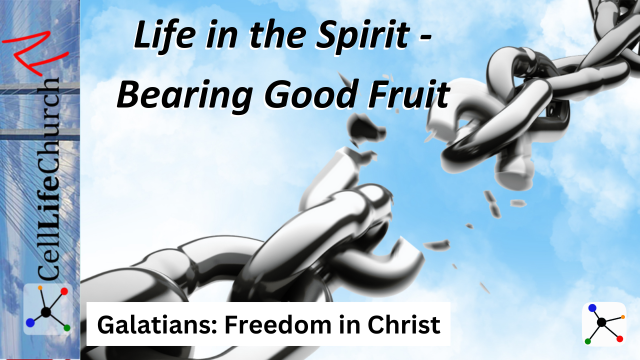 Life in the Spirit -
Bearing Good Fruit
CellLifeChurch
Galatians: Freedom in Christ